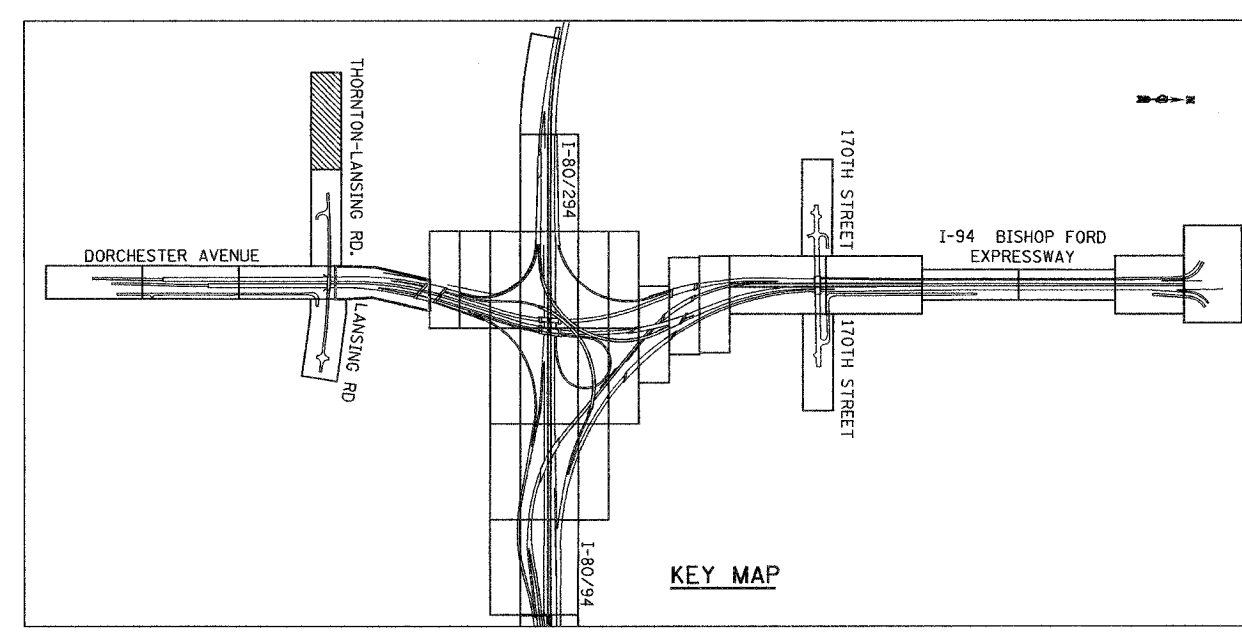 THORNTON-LANSING RD.
I-80/294
170TH STREET
N
DORCHESTER AVENUE
I-94 BISHOP FORD
EXPRESSWAY
LANSING RD
170TH STREET
I-80/94
KEY MAP